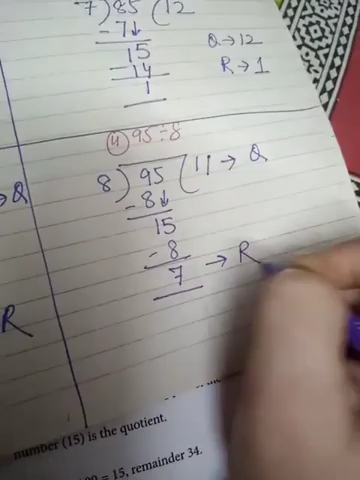 7)85(12
-7↓
15
-14
1
Q→12
R→1
(4) 95÷8
8)95(11→Q
-8↓
15
-8
7→R
→Q
R
number (15) is the quotient.
= 15, remainder 34.